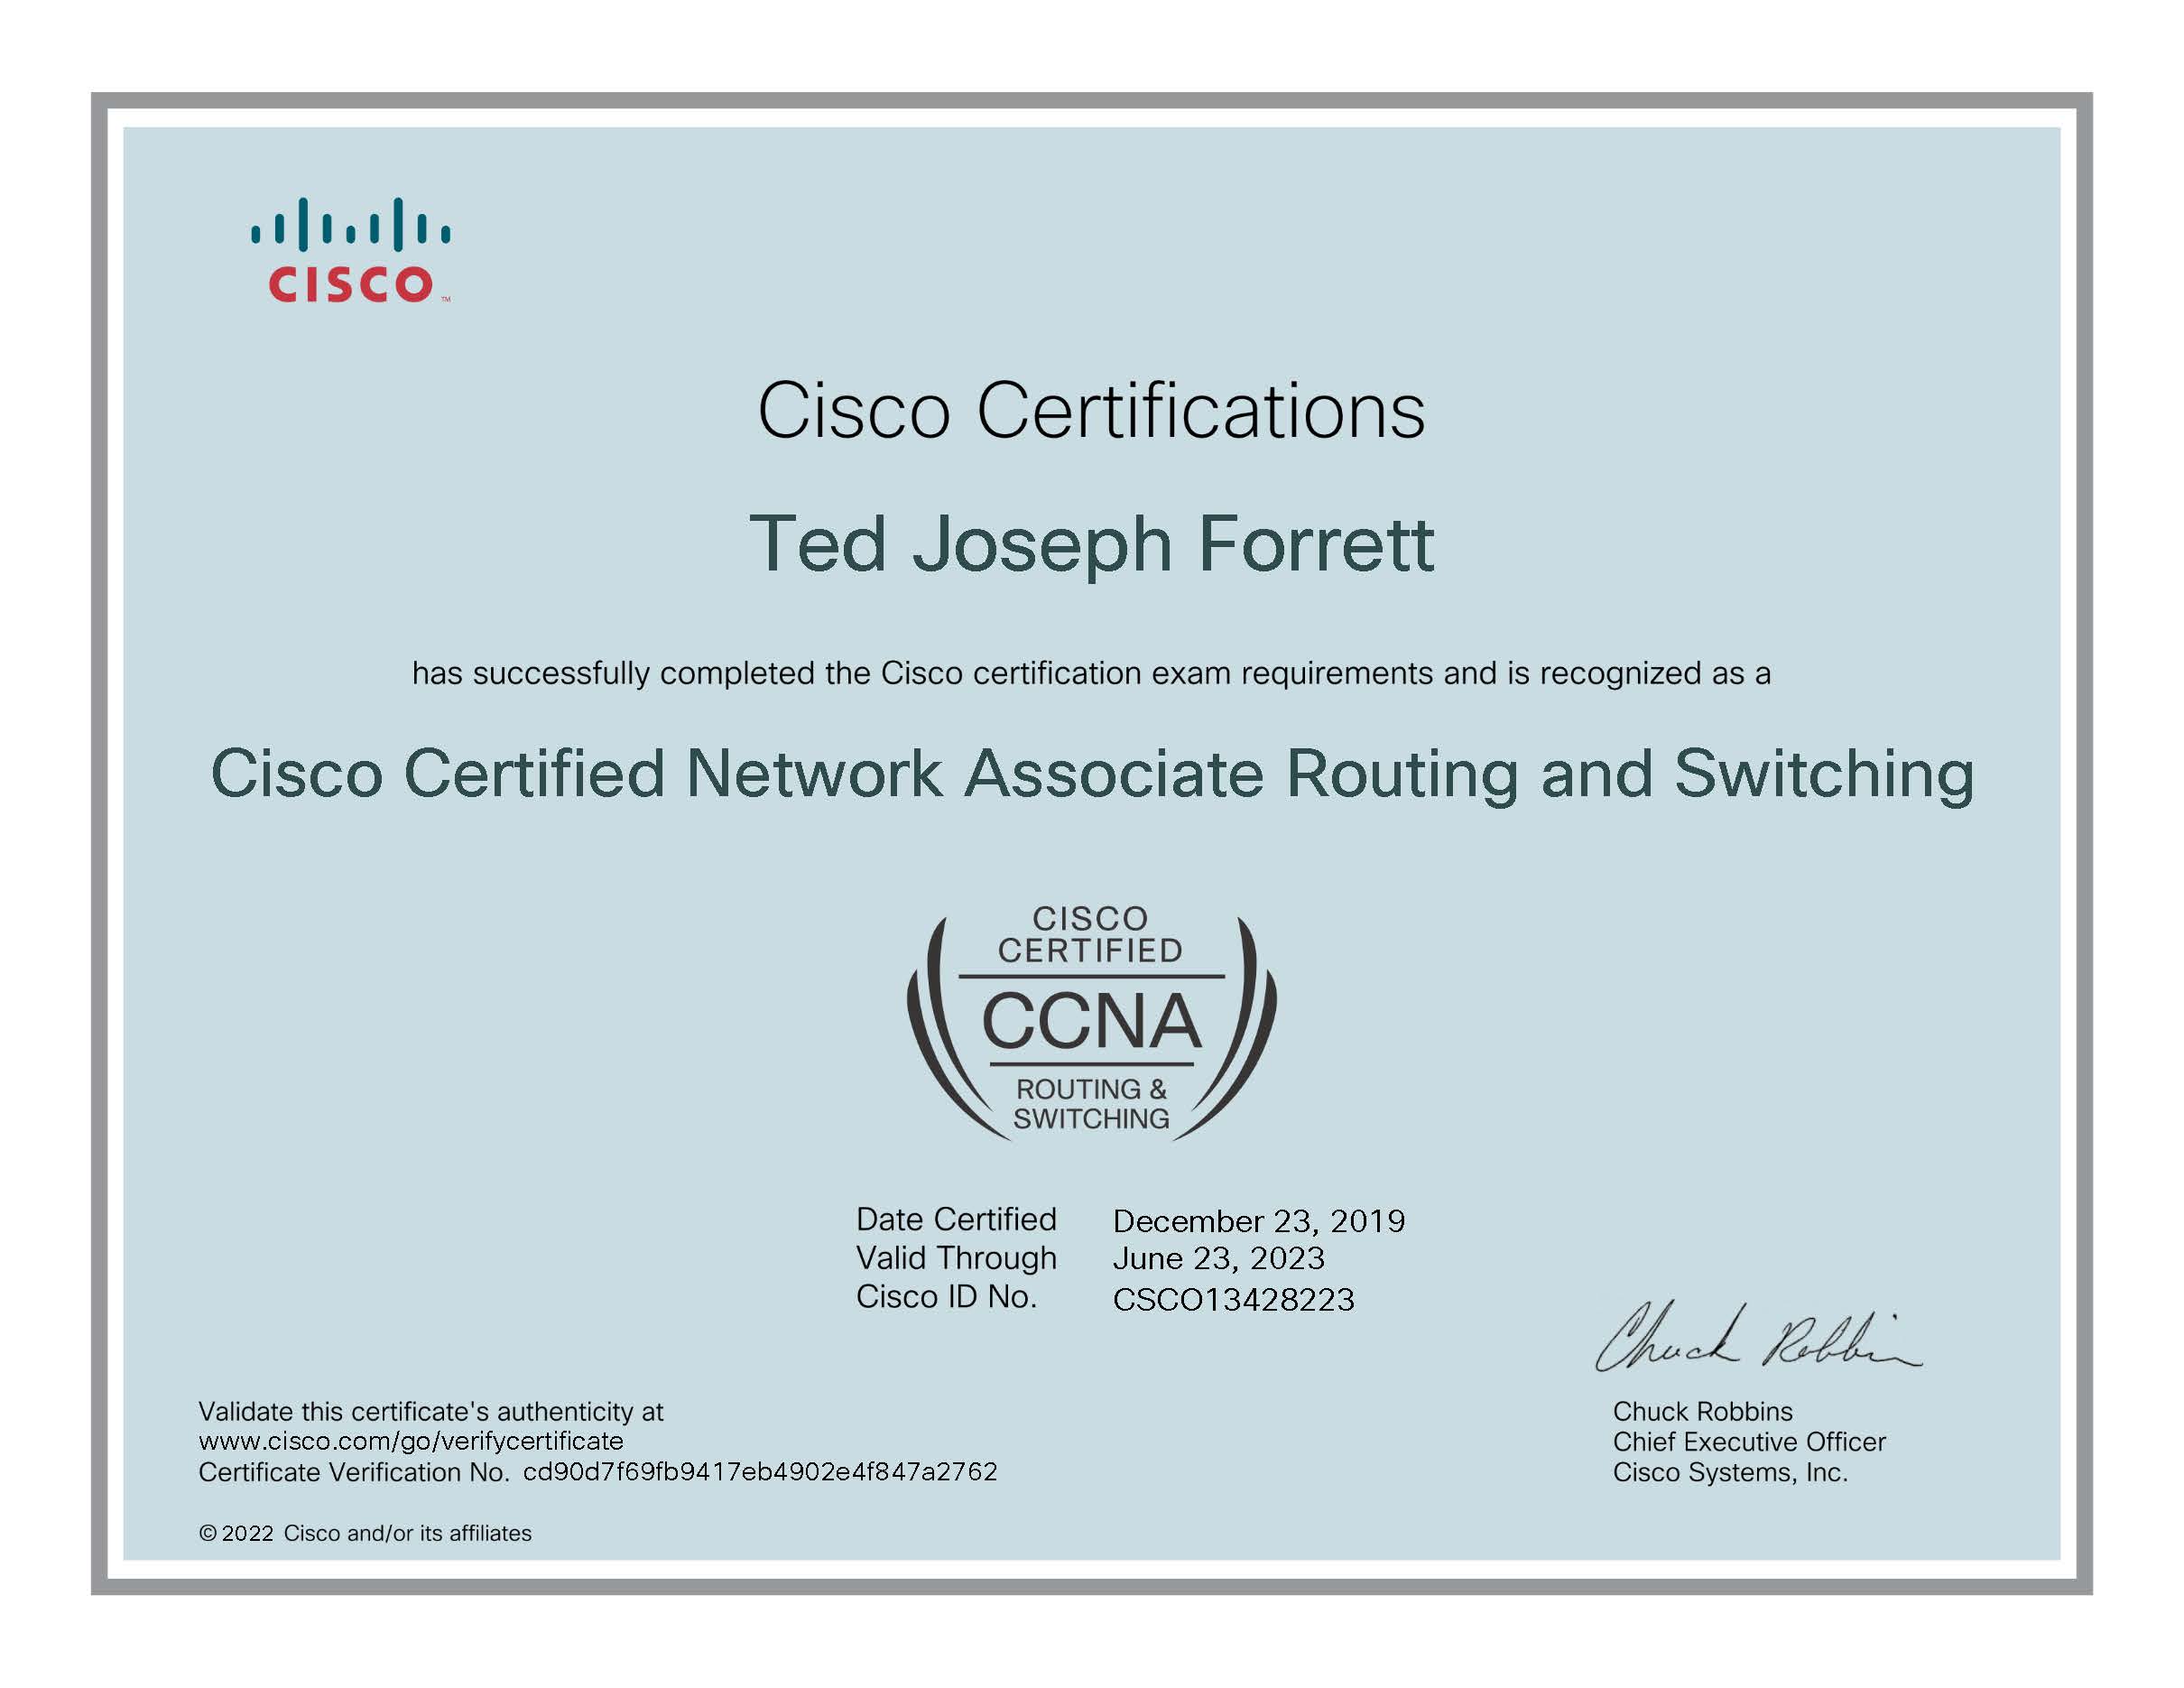 CISCO™
Cisco Certifications
Ted Joseph Forrett
has successfully completed the Cisco certification exam requirements and is recognized as a
Cisco Certified Network Associate Routing and Switching
CISCO
CERTIFIED
CCNA
ROUTING &
SWITCHING
Date Certified December 23, 2019
Valid Through June 23, 2023
Cisco ID No. CSCO13428223
Chuck Robbins
Validate this certificate's authenticity at
www.cisco.com/go/verifycertificate
Certificate Verification No. cd90d7f69fb9417eb4902e4f847a2762
Chuck Robbins
Chief Executive Officer
Cisco Systems, Inc.
© 2022 Cisco and/or its affiliates